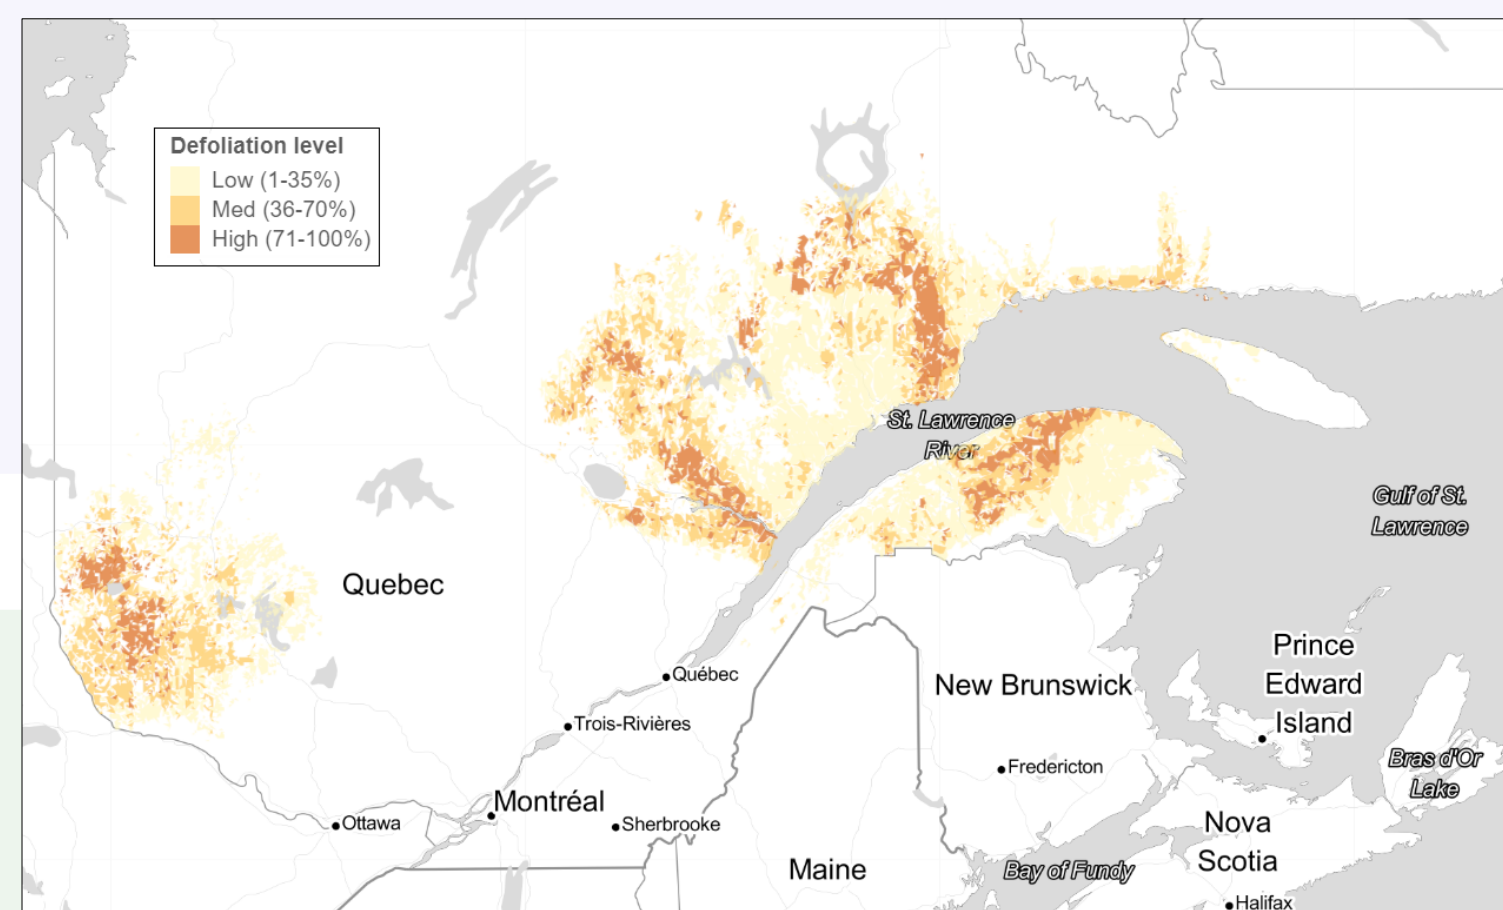 Defoliation level
Low (1-35%)
Med (36-70%)
High (71-100%)
St. Lawrence
River
Gulf of St.
Lawrence
Quebec
Prince
Edward
Island
Québec
New Brunswick
Trois-Rivières
Fredericton
Bras d'Or
Lake
Montréal
Ottawa
Sherbrooke
Nova
Scotia
Maine
Bay of Fundy
Halifax